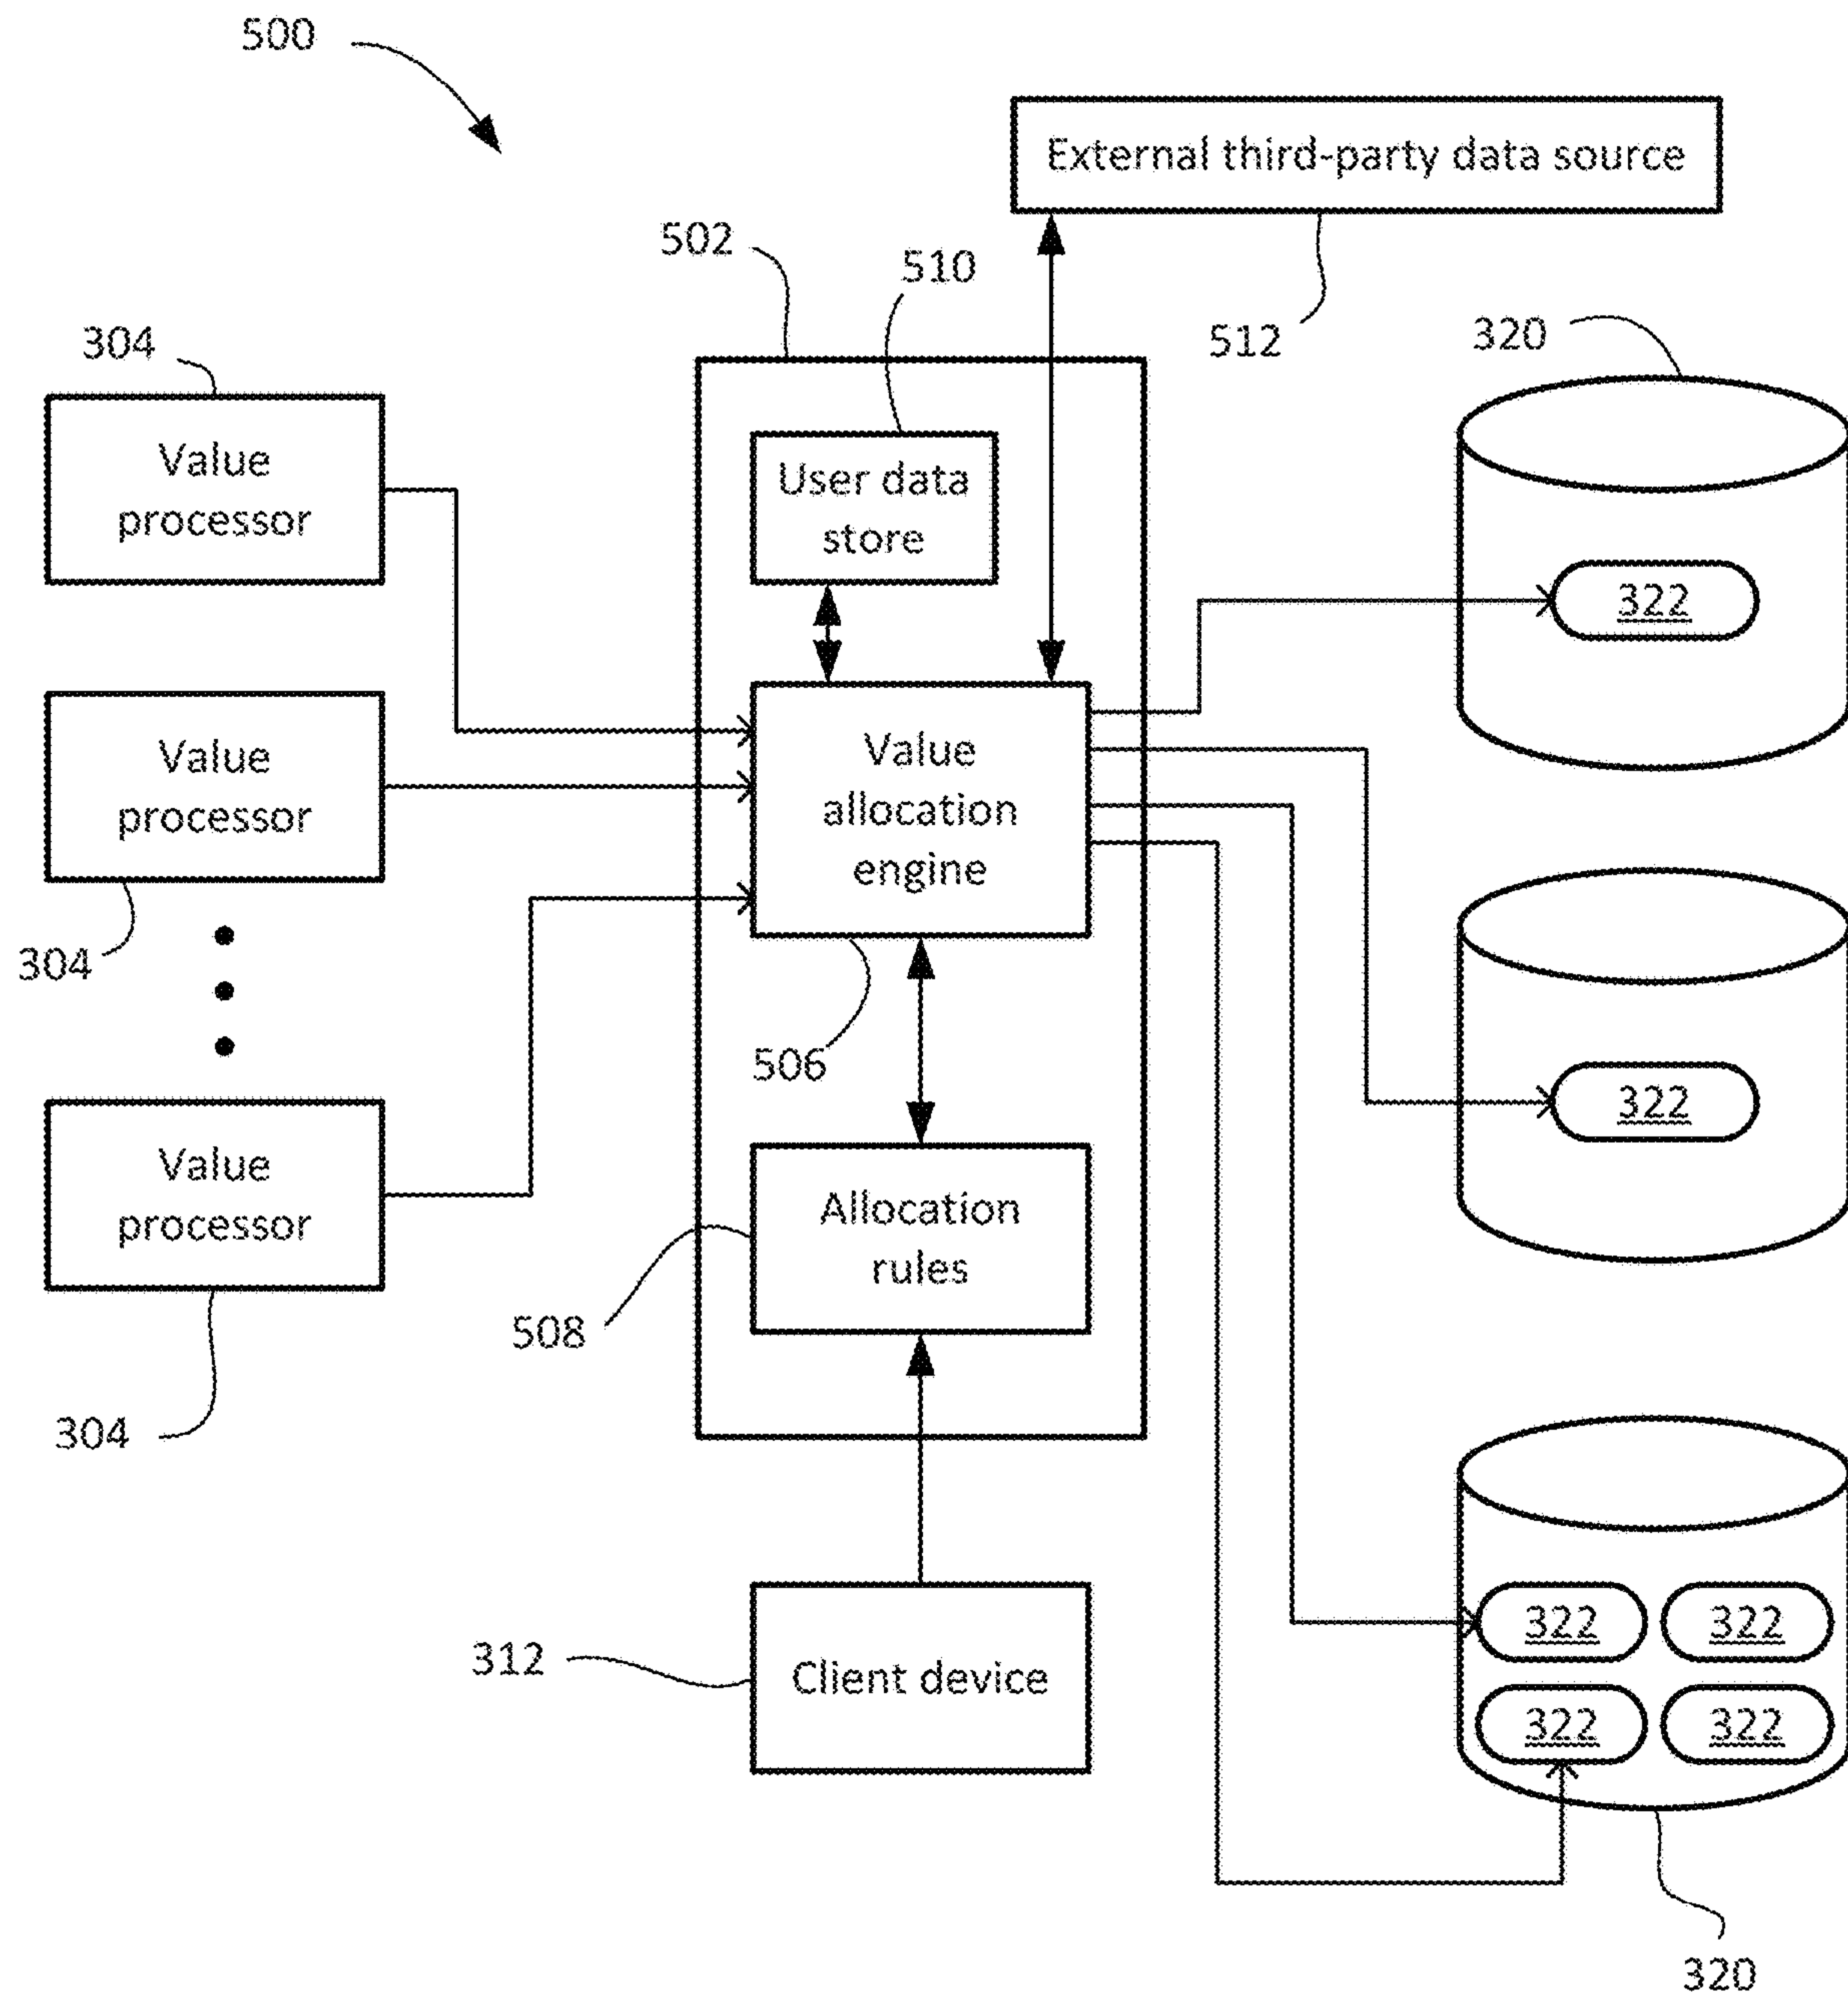 500
External third-party data source
502
510
512
320
304
Value
processor
User data
store
322
Value
processor
304
Value
allocation
engine
506
322
Value
processor
304
Allocation
rules
508
312
Client device
322
322
322
322
320